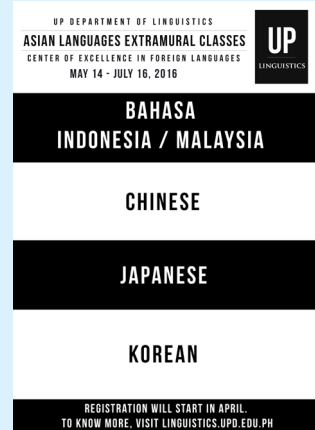 UP DEPARTMENT OF LINGUISTICS
ASIAN LANGUAGES EXTRAMURAL CLASSES
CENTER OF EXCELLENCE IN FOREIGN LANGUAGES
MAY 14 - JULY 16, 2016
UP
LINGUISTICS
BAHASA
INDONESIA / MALAYSIA
CHINESE
JAPANESE
KOREAN
REGISTRATION WILL START IN APRIL.
TO KNOW MORE, VISIT LINGUISTICS.UPD.EDU.PH